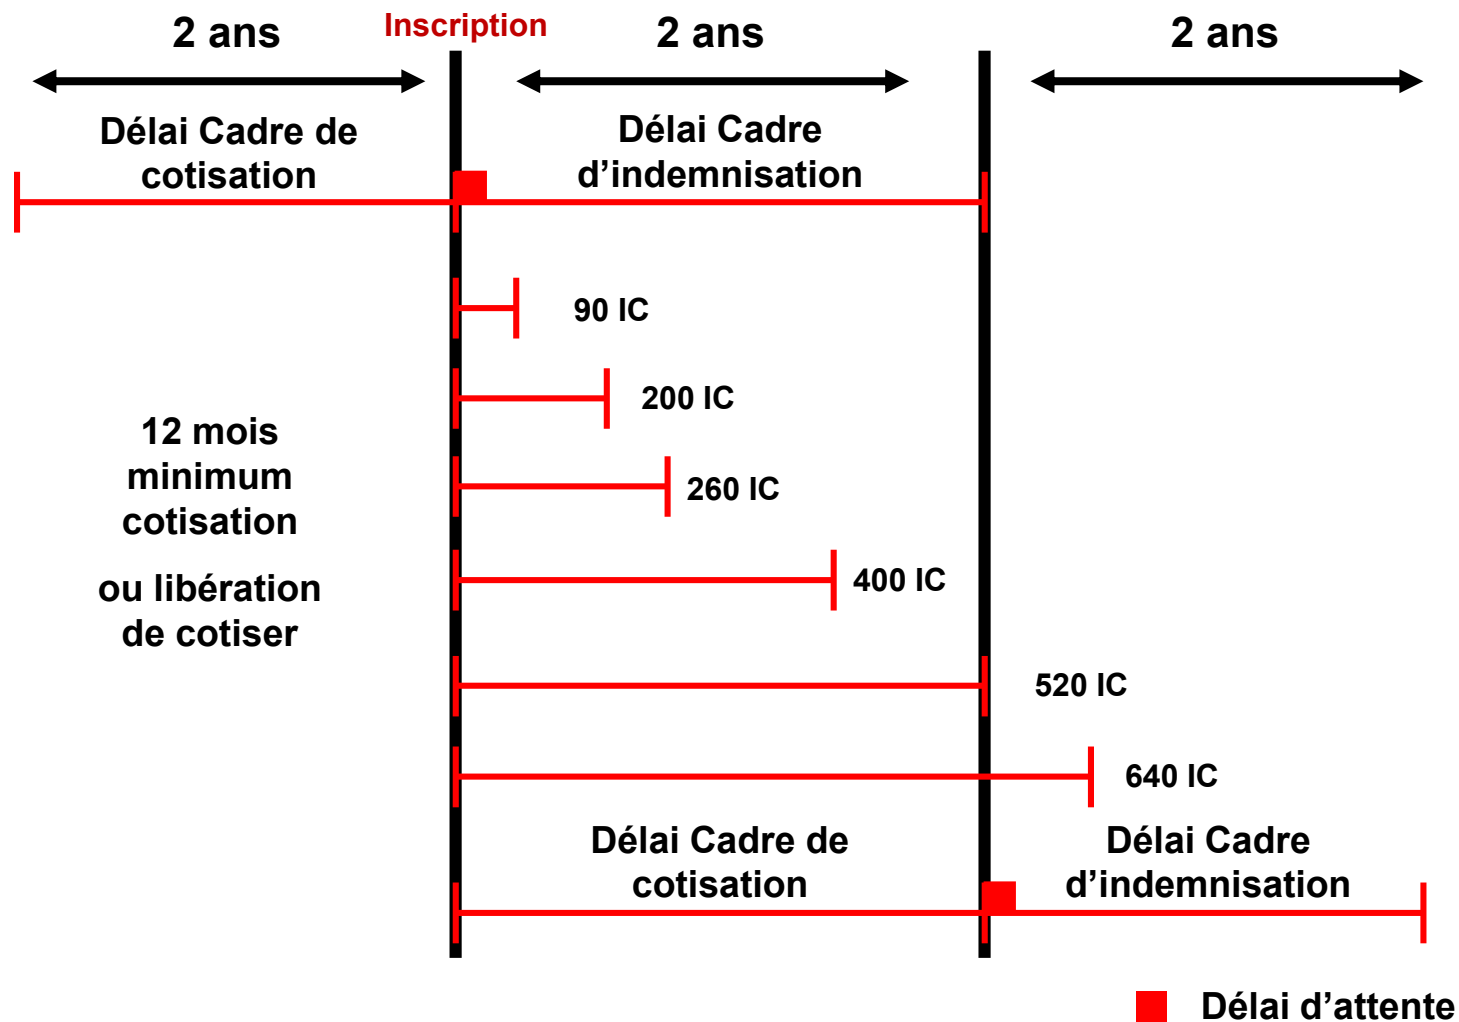 2 ans
Inscription
2 ans
2 ans
Délai Cadre de
cotisation
Délai Cadre
d’indemnisation
90 IC
200 IC
260 IC
400 IC
12 mois
minimum
cotisation
ou libération
de cotiser
520 IC
640 IC
Délai Cadre de
cotisation
Délai Cadre
d’indemnisation
Délai d’attente